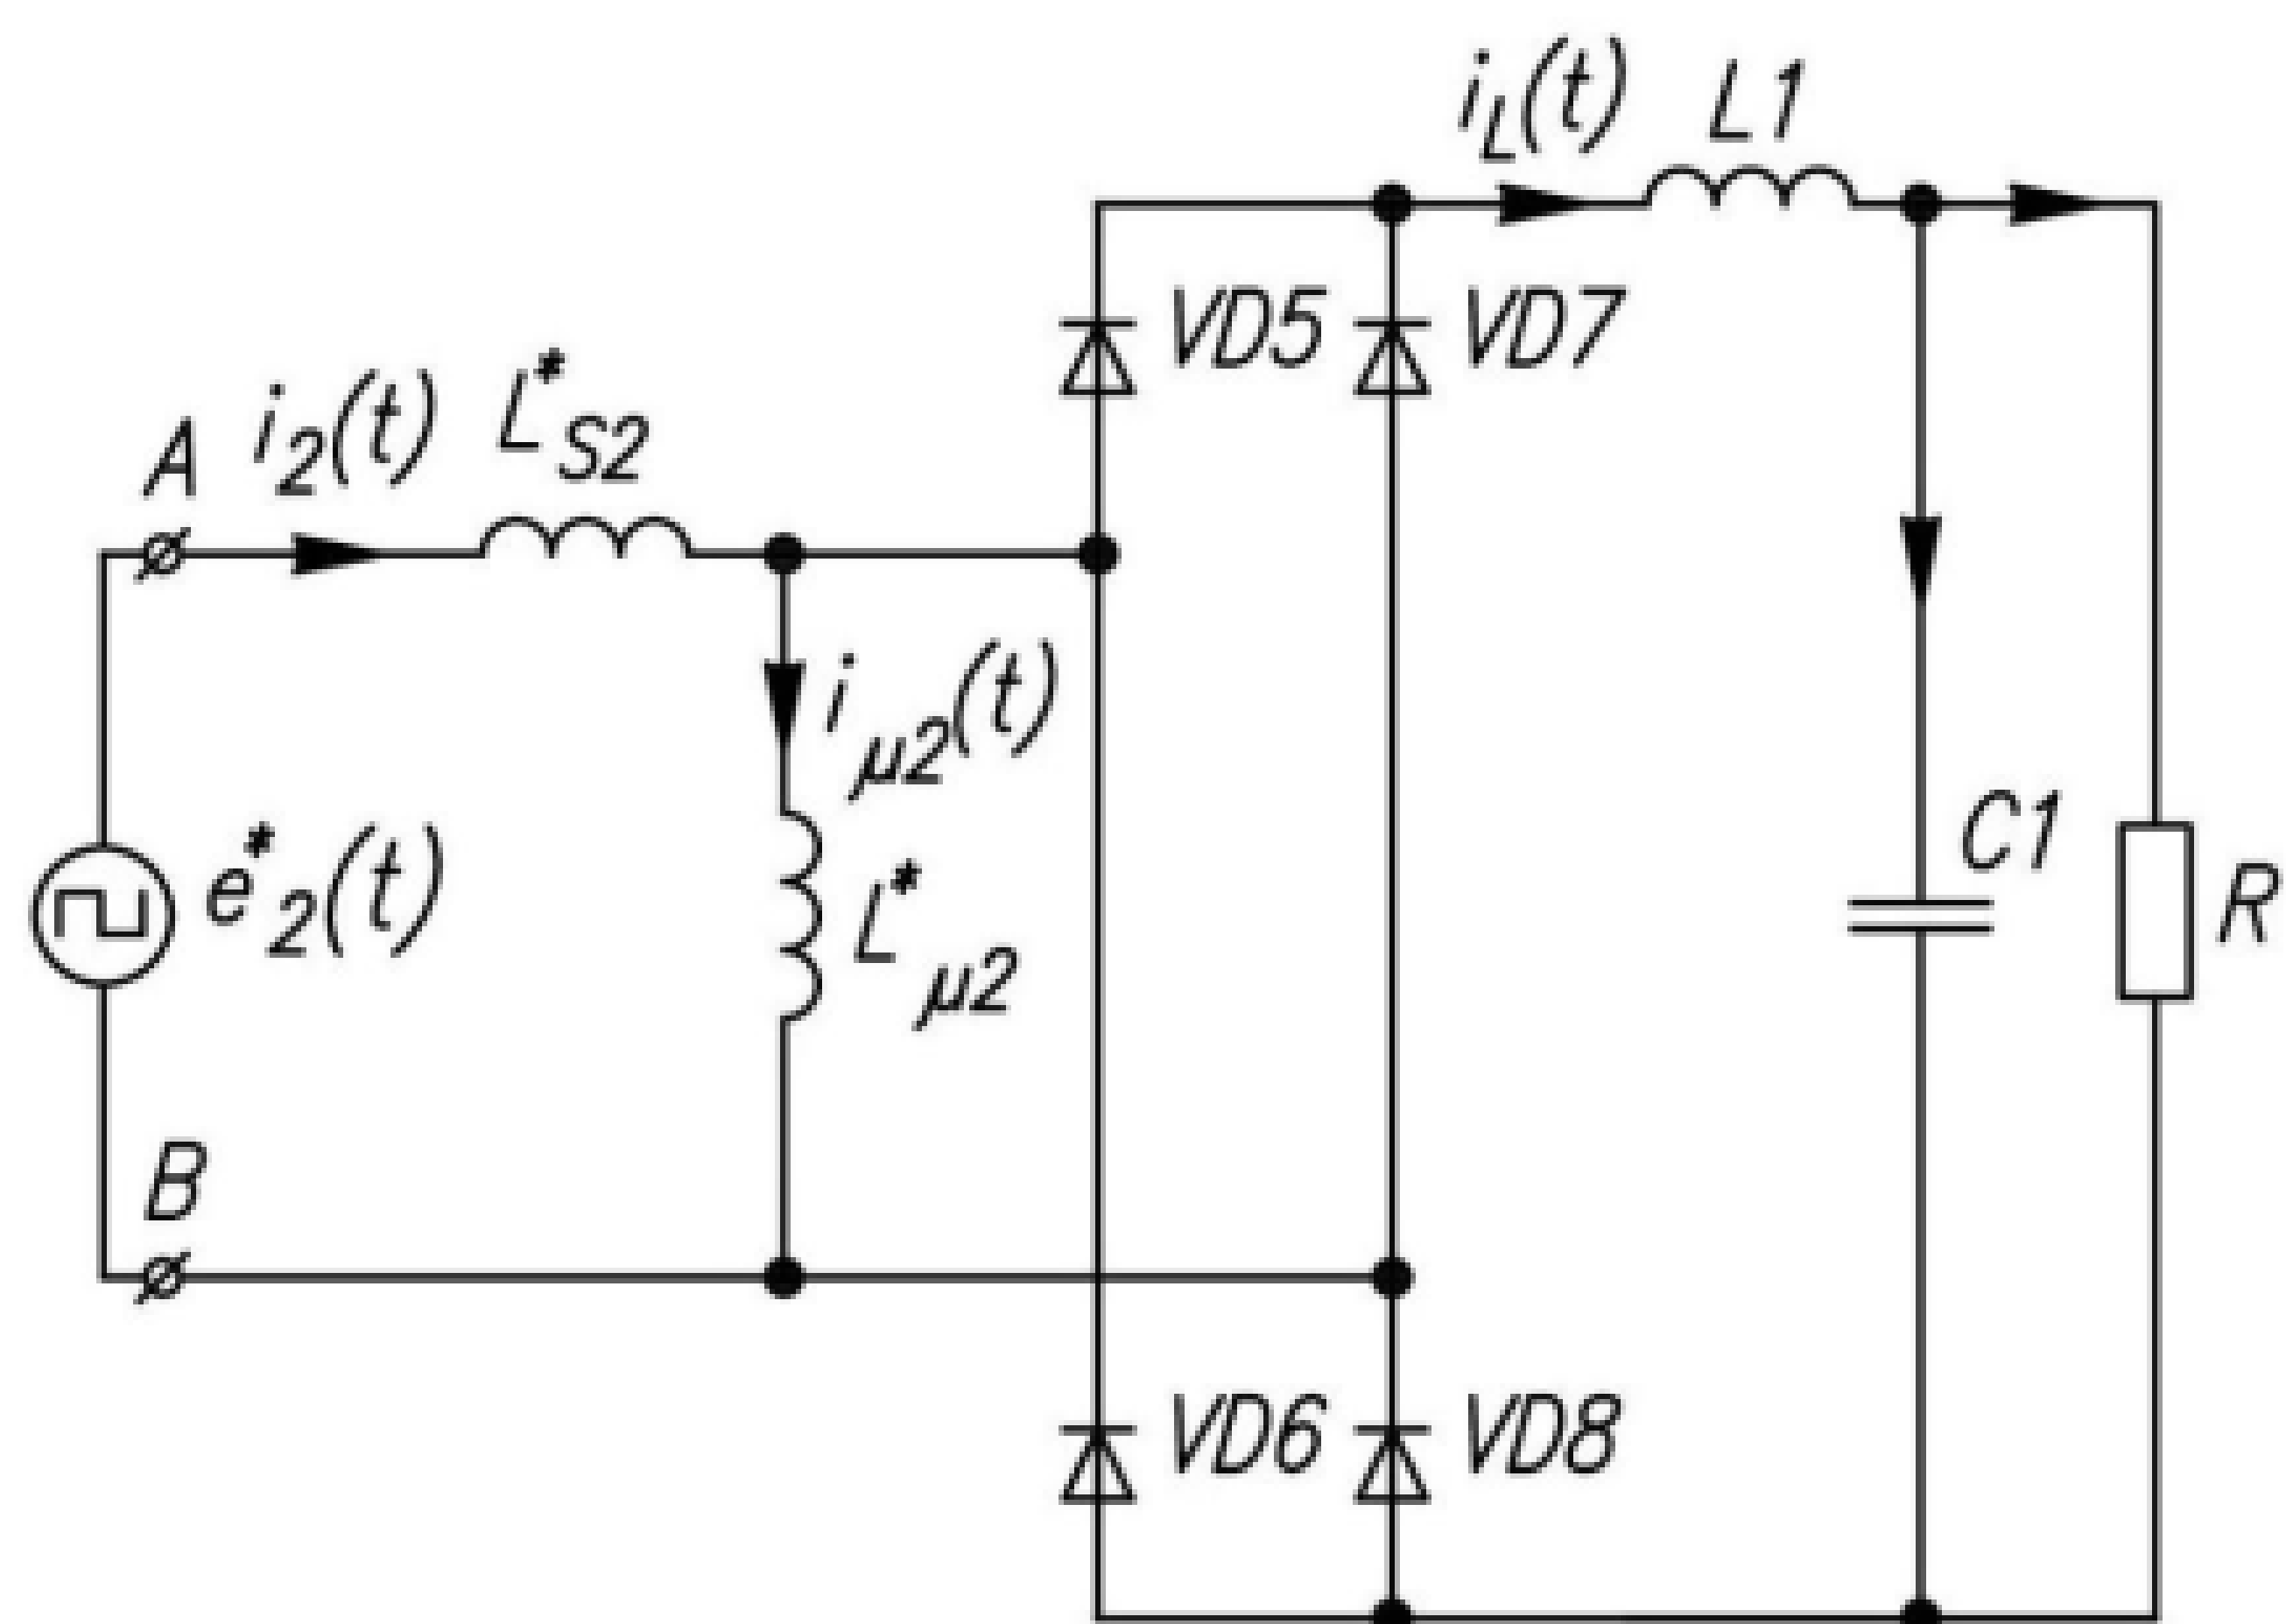 i_L(t) L1
VD5 VD7
A i_2(t) L*_S2
i_μ2(t)
e*_2(t) L*_μ2 C1 R
B
VD6 VD8